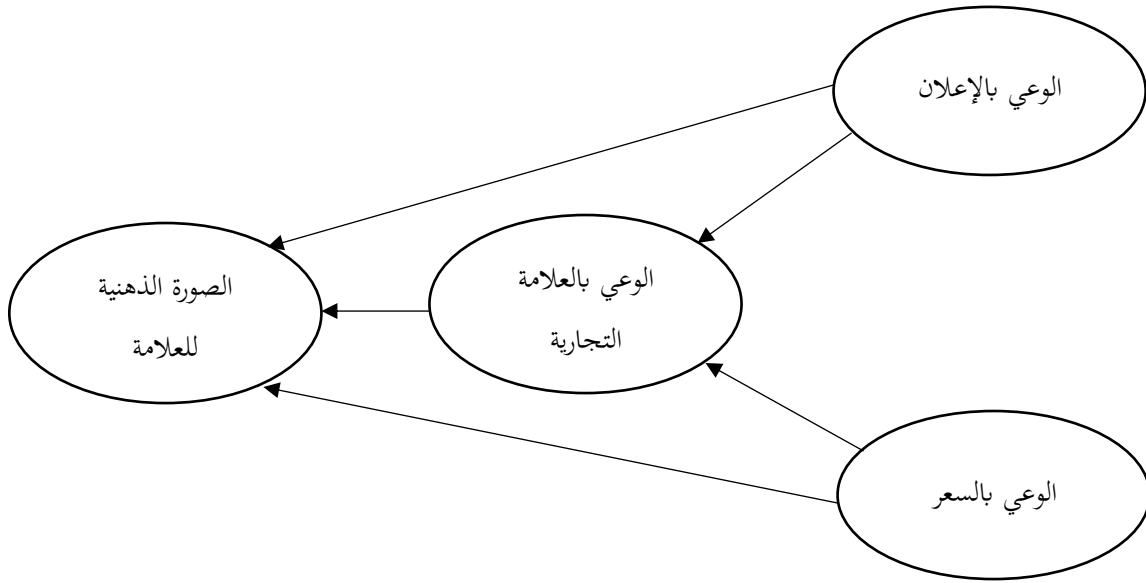 الوعي بالإعلان
الوعي بالعلامة
التجارية
الصورة الذهنية
للعلامة
الوعي بالسعر